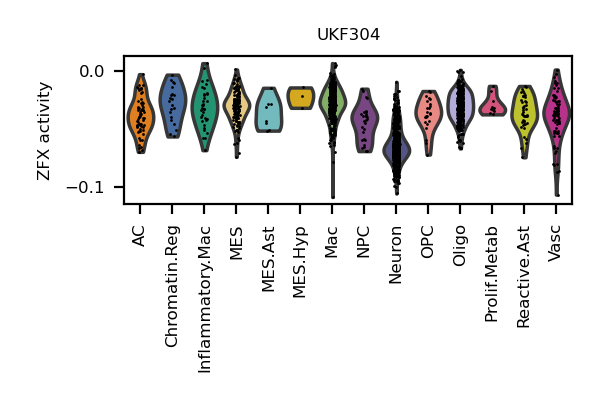 UKF304
ZFX activity
0.0
−0.1
AC
Chromatin.Reg
Inflammatory.Mac
MES
MES.Ast
MES.Hyp
Mac
NPC
Neuron
OPC
Oligo
Prolif.Metab
Reactive.Ast
Vasc